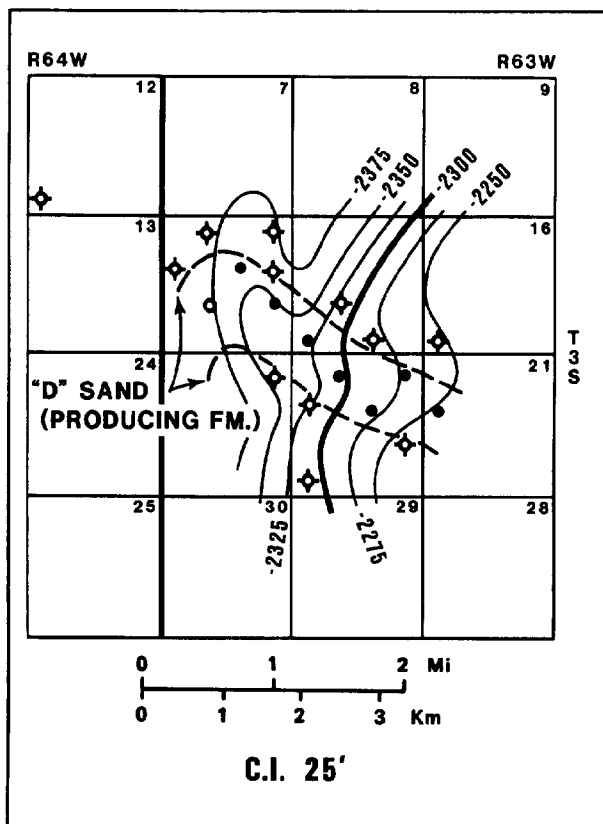 R64W R63W
12 7 8 9
-2375
-2350
-2300
-2250
13 16
T
3
S
24 21
"D" SAND
(PRODUCING FM.)
25 30 29 28
-2325
-2275
0 1 2 Mi
0 1 2 3 Km
C.I. 25'